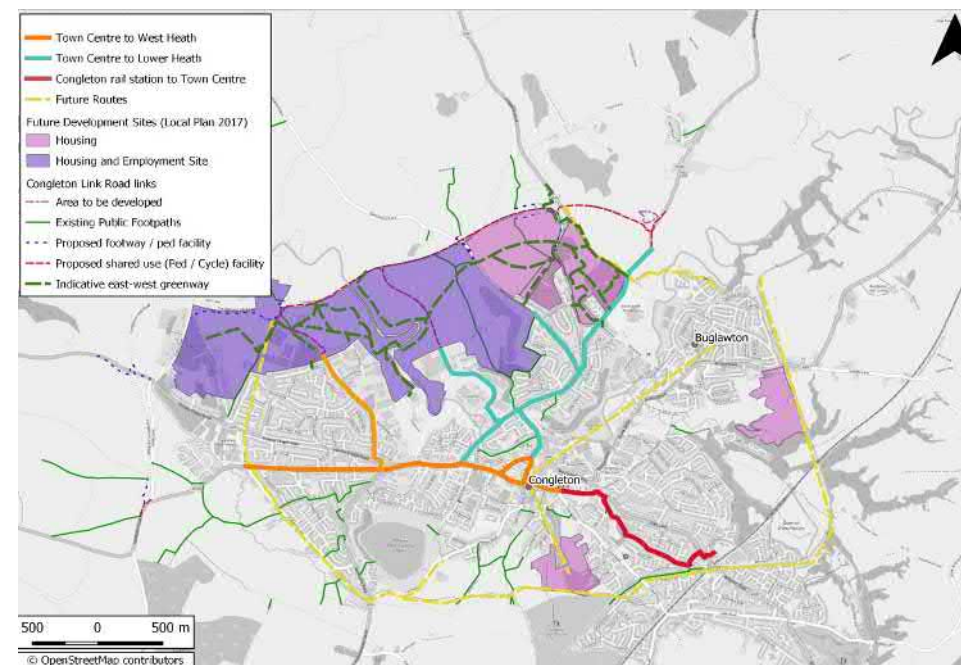 Town Centre to West Heath
Town Centre to Lower Heath
Congleton rail station to Town Centre
Future Routes
Future Development Sites (Local Plan 2017)
Housing
Housing and Employment Site
Congleton Link Road links
Area to be developed
Existing Public Footpaths
Proposed footway / ped facility
Proposed shared use (Ped / Cycle) facility
Indicative east-west greenway
Buglawton
Congleton
500 0 500 m
© OpenStreetMap contributors